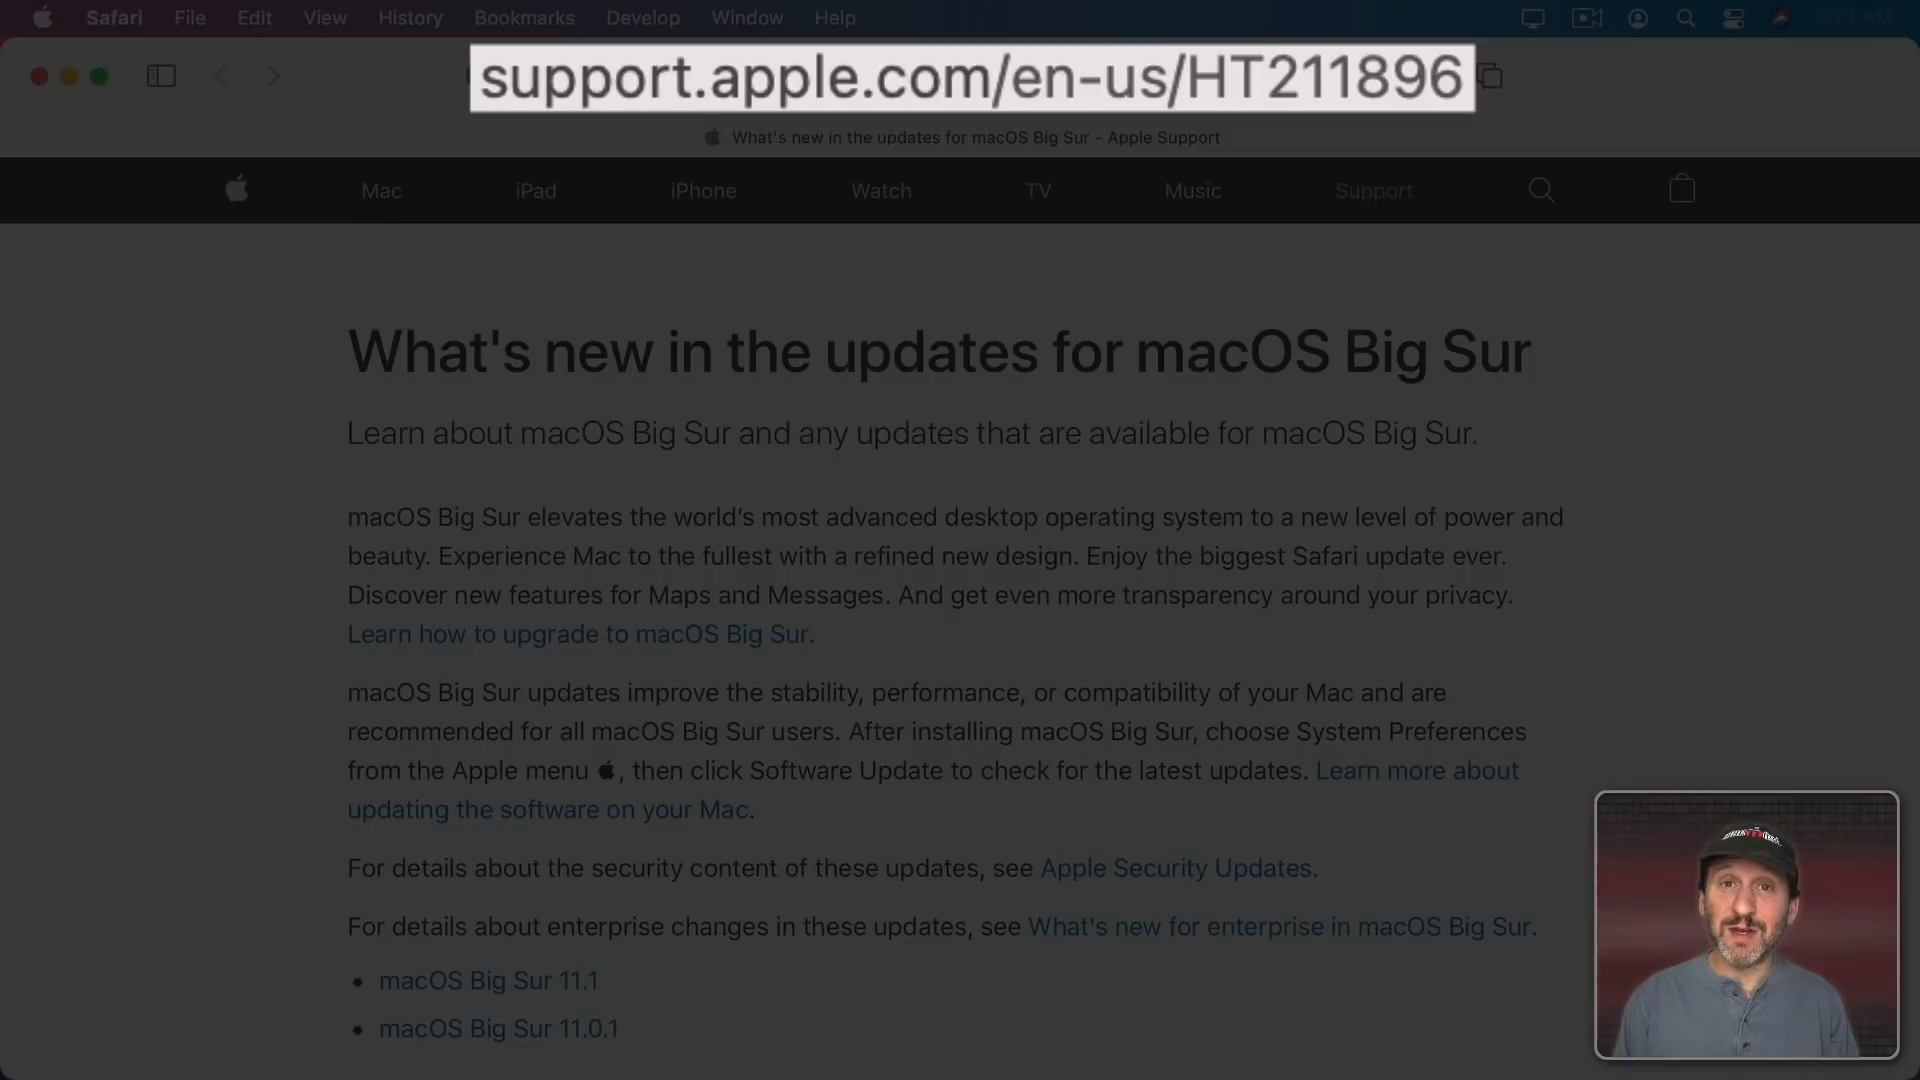 Safari File Edit View History Bookmarks Develop Window Help
support.apple.com/en-us/HT211896
What's new in the updates for macOS Big Sur - Apple Support
Mac iPad iPhone Watch TV Music Support
What's new in the updates for macOS Big Sur
Learn about macOS Big Sur and any updates that are available for macOS Big Sur.
macOS Big Sur elevates the world’s most advanced desktop operating system to a new level of power and
beauty. Experience Mac to the fullest with a refined new design. Enjoy the biggest Safari update ever.
Discover new features for Maps and Messages. And get even more transparency around your privacy.
Learn how to upgrade to macOS Big Sur.
macOS Big Sur updates improve the stability, performance, or compatibility of your Mac and are
recommended for all macOS Big Sur users. After installing macOS Big Sur, choose System Preferences
from the Apple menu , then click Software Update to check for the latest updates. Learn more about
updating the software on your Mac.
For details about the security content of these updates, see Apple Security Updates.
For details about enterprise changes in these updates, see What's new for enterprise in macOS Big Sur.
• macOS Big Sur 11.1
• macOS Big Sur 11.0.1